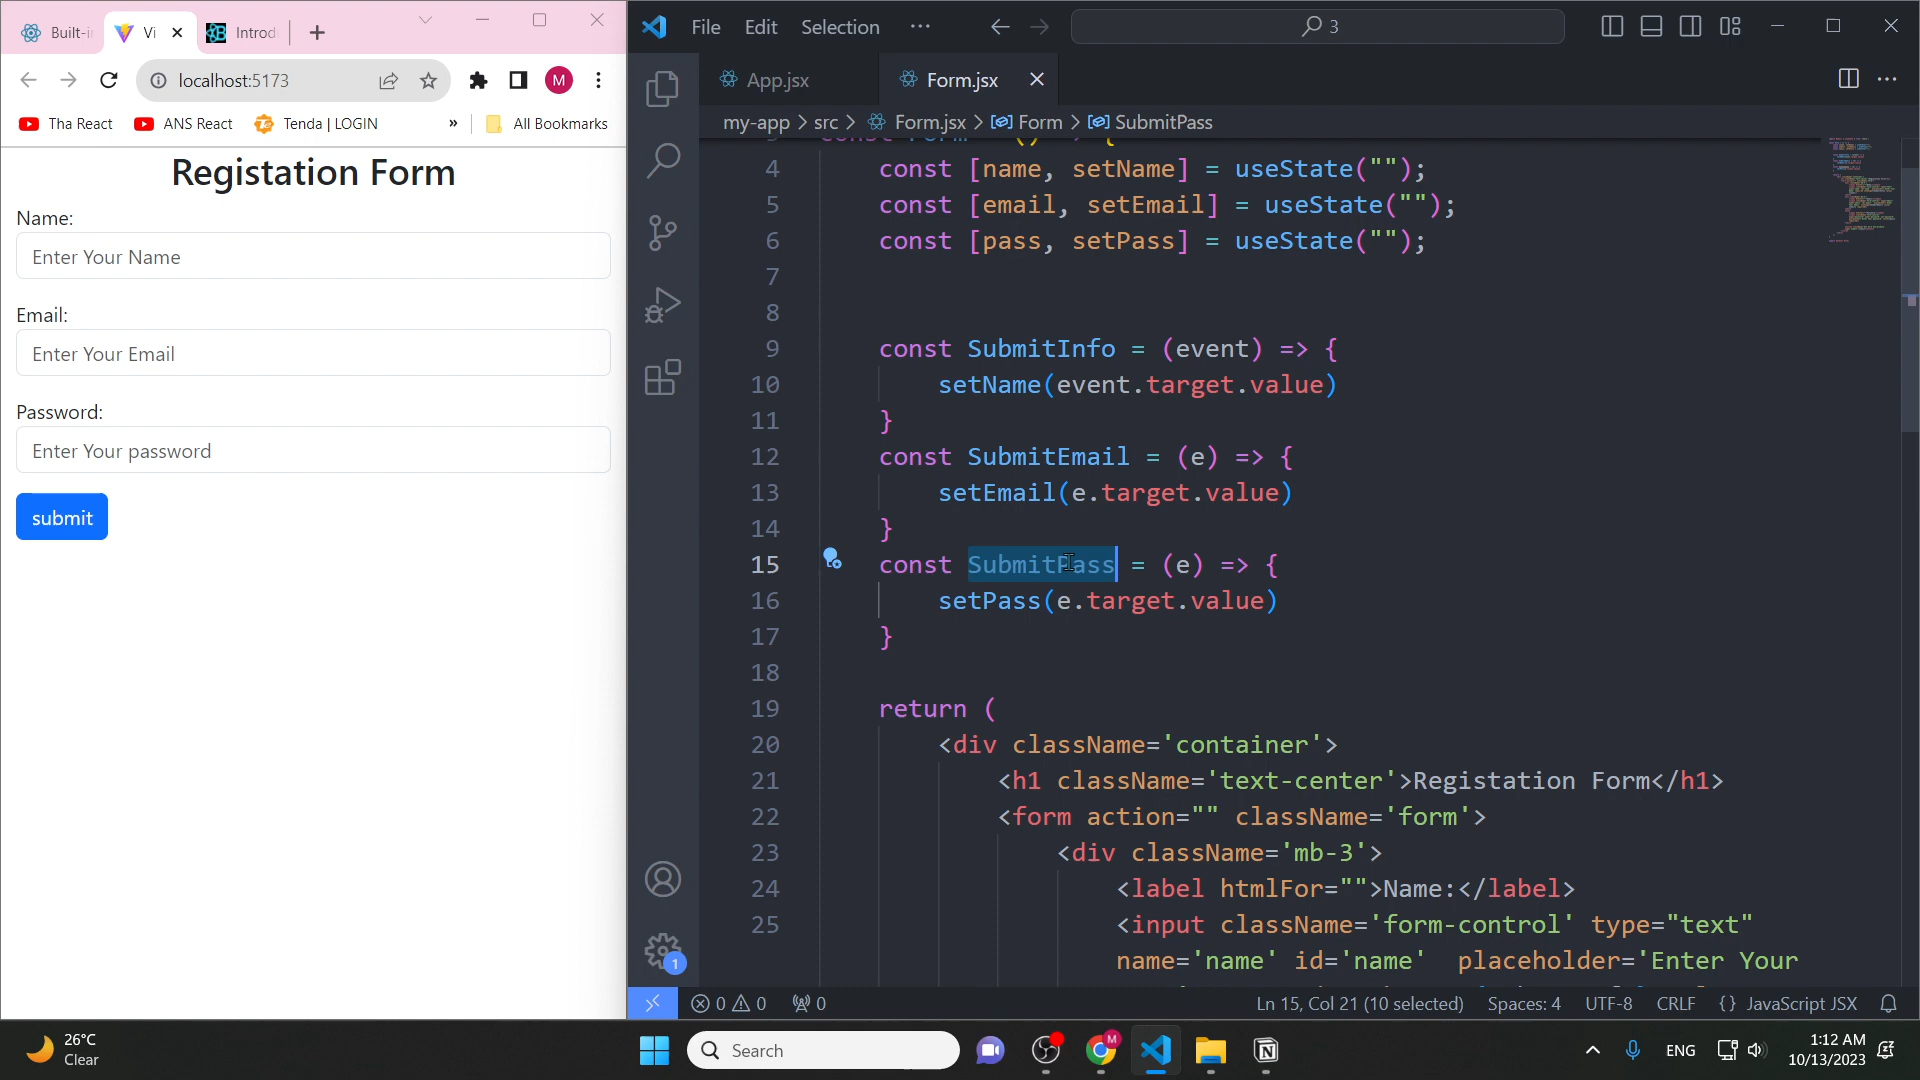 Built-i
Vi
Introd
localhost:5173
M
Tha React
ANS React
Tenda | LOGIN
»
All Bookmarks
Registation Form
Name:
Enter Your Name
Email:
Enter Your Email
Password:
Enter Your password
submit
File Edit Selection ···
3
App.jsx
Form.jsx
my-app > src > Form.jsx > Form > SubmitPass
4 const [name, setName] = useState("");
5 const [email, setEmail] = useState("");
6 const [pass, setPass] = useState("");
7
8
9 const SubmitInfo = (event) => {
10 setName(event.target.value)
11 }
12 const SubmitEmail = (e) => {
13 setEmail(e.target.value)
14 }
15 const SubmitPass = (e) => {
16 setPass(e.target.value)
17 }
18
19 return (
20 <div className='container'>
21 <h1 className='text-center'>Registation Form</h1>
22 <form action="" className='form'>
23 <div className='mb-3'>
24 <label htmlFor="">Name:</label>
25 <input className='form-control' type="text"
name='name' id='name' placeholder='Enter Your
1
0 0 0
Ln 15, Col 21 (10 selected) Spaces: 4 UTF-8 CRLF {} JavaScript JSX
26°C
Clear
Search
M
ENG
1:12 AM
10/13/2023